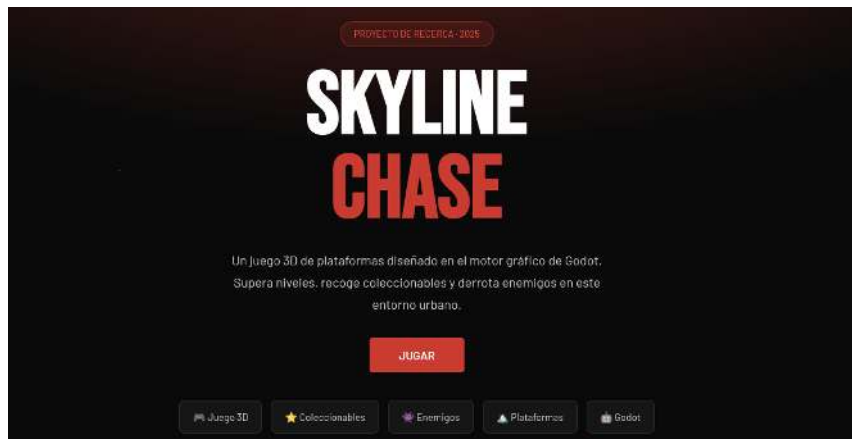 PROYECTO DE RECERCA · 2025
SKYLINE
CHASE
Un juego 3D de plataformas diseñado en el motor gráfico de Godot.
Supera niveles, recoge coleccionables y derrota enemigos en este
entorno urbano.
JUGAR
🎮 Juego 3D
⭐ Coleccionables
👾 Enemigos
🏔️ Plataformas
🤖 Godot